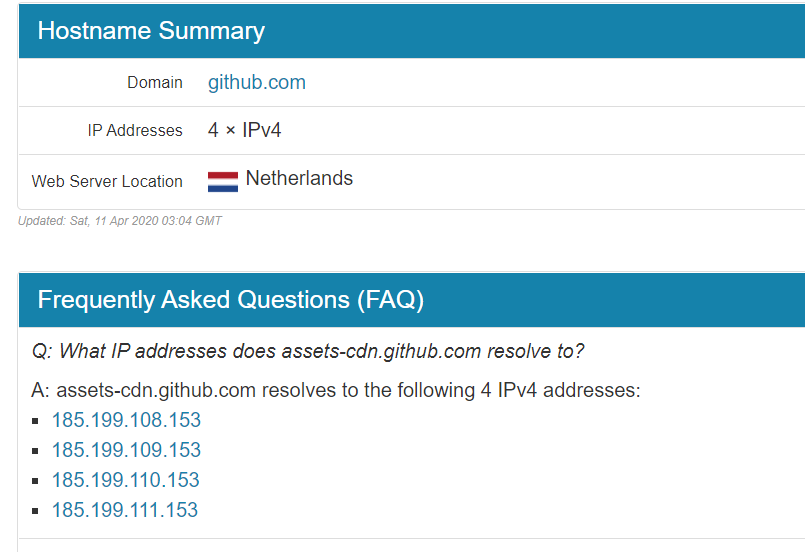 Hostname Summary
Domain github.com
IP Addresses 4 × IPv4
Web Server Location Netherlands
Updated: Sat, 11 Apr 2020 03:04 GMT
Frequently Asked Questions (FAQ)
Q: What IP addresses does assets-cdn.github.com resolve to?
A: assets-cdn.github.com resolves to the following 4 IPv4 addresses:
▪ 185.199.108.153
▪ 185.199.109.153
▪ 185.199.110.153
▪ 185.199.111.153